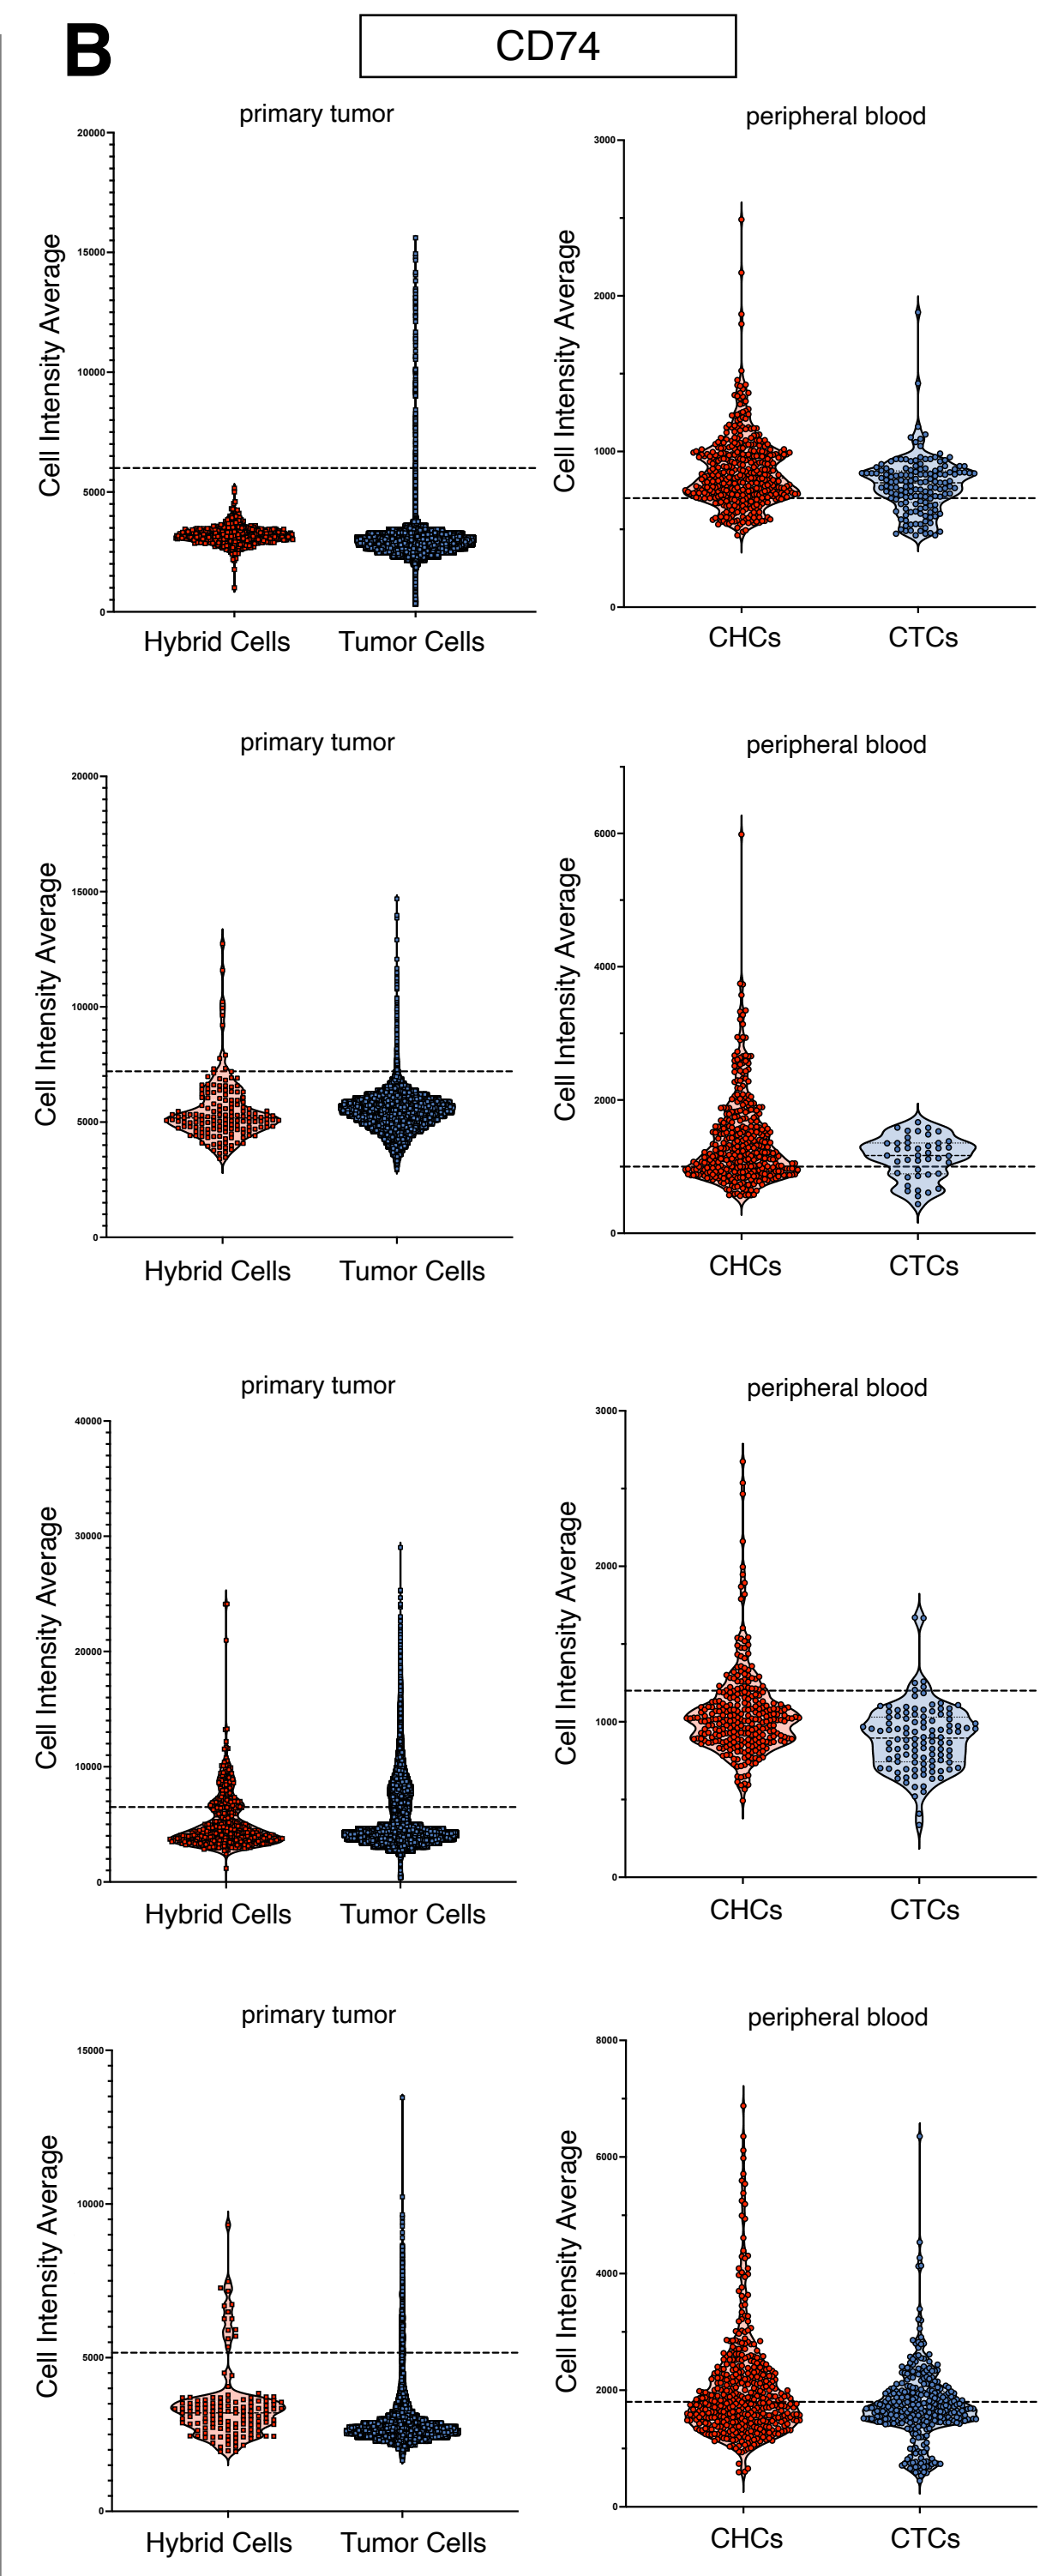 B
CD74
primary tumor
Cell Intensity Average
20000
15000
10000
5000
0
Hybrid Cells
Tumor Cells
peripheral blood
Cell Intensity Average
3000
2000
1000
0
CHCs
CTCs
primary tumor
Cell Intensity Average
20000
15000
10000
5000
0
Hybrid Cells
Tumor Cells
peripheral blood
Cell Intensity Average
6000
4000
2000
0
CHCs
CTCs
primary tumor
Cell Intensity Average
40000
30000
20000
10000
0
Hybrid Cells
Tumor Cells
peripheral blood
Cell Intensity Average
3000
2000
1000
0
CHCs
CTCs
primary tumor
Cell Intensity Average
15000
10000
5000
0
Hybrid Cells
Tumor Cells
peripheral blood
Cell Intensity Average
8000
6000
4000
2000
0
CHCs
CTCs